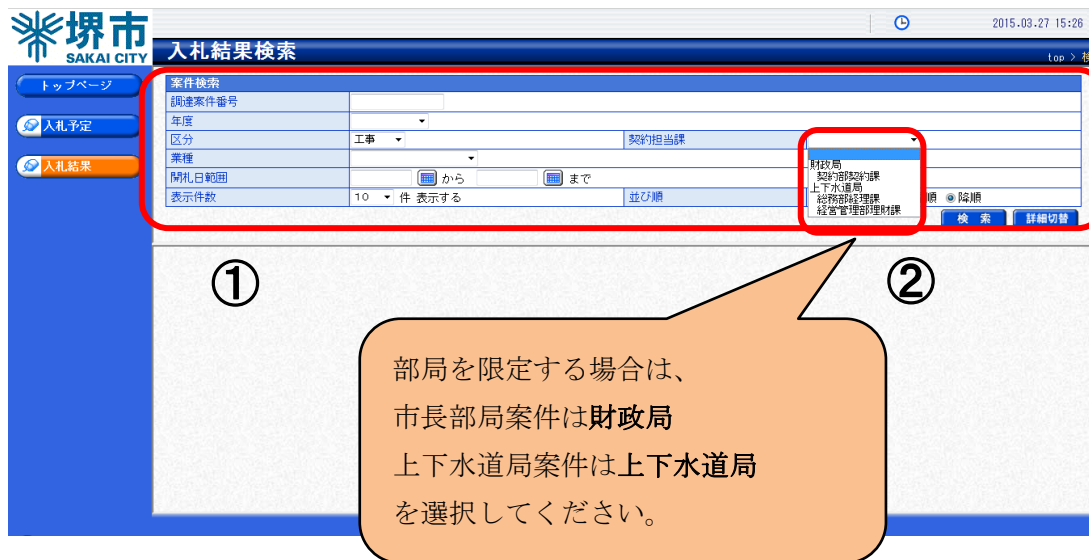 堺市
SAKAI CITY
2015.03.27 15:26
入札結果検索
top >
トップページ
入札予定
入札結果
案件検索
調達案件番号
年度
区分 工事 契約担当課
業種
開札日範囲 から まで
表示件数 10 件 表示する 並び順 順 降順
財政局
契約部契約課
上下水道局
総務部経理課
経営管理部理財課
検 索 詳細切替
①
②
部局を限定する場合は、
市長部局案件は財政局
上下水道局案件は上下水道局
を選択してください。